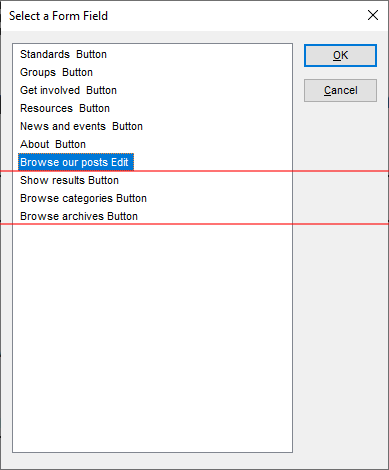 Select a Form Field
Standards  Button
Groups  Button
Get involved  Button
Resources  Button
News and events  Button
About  Button
Browse our posts Edit
Show results Button
Browse categories Button
Browse archives Button
OK
Cancel